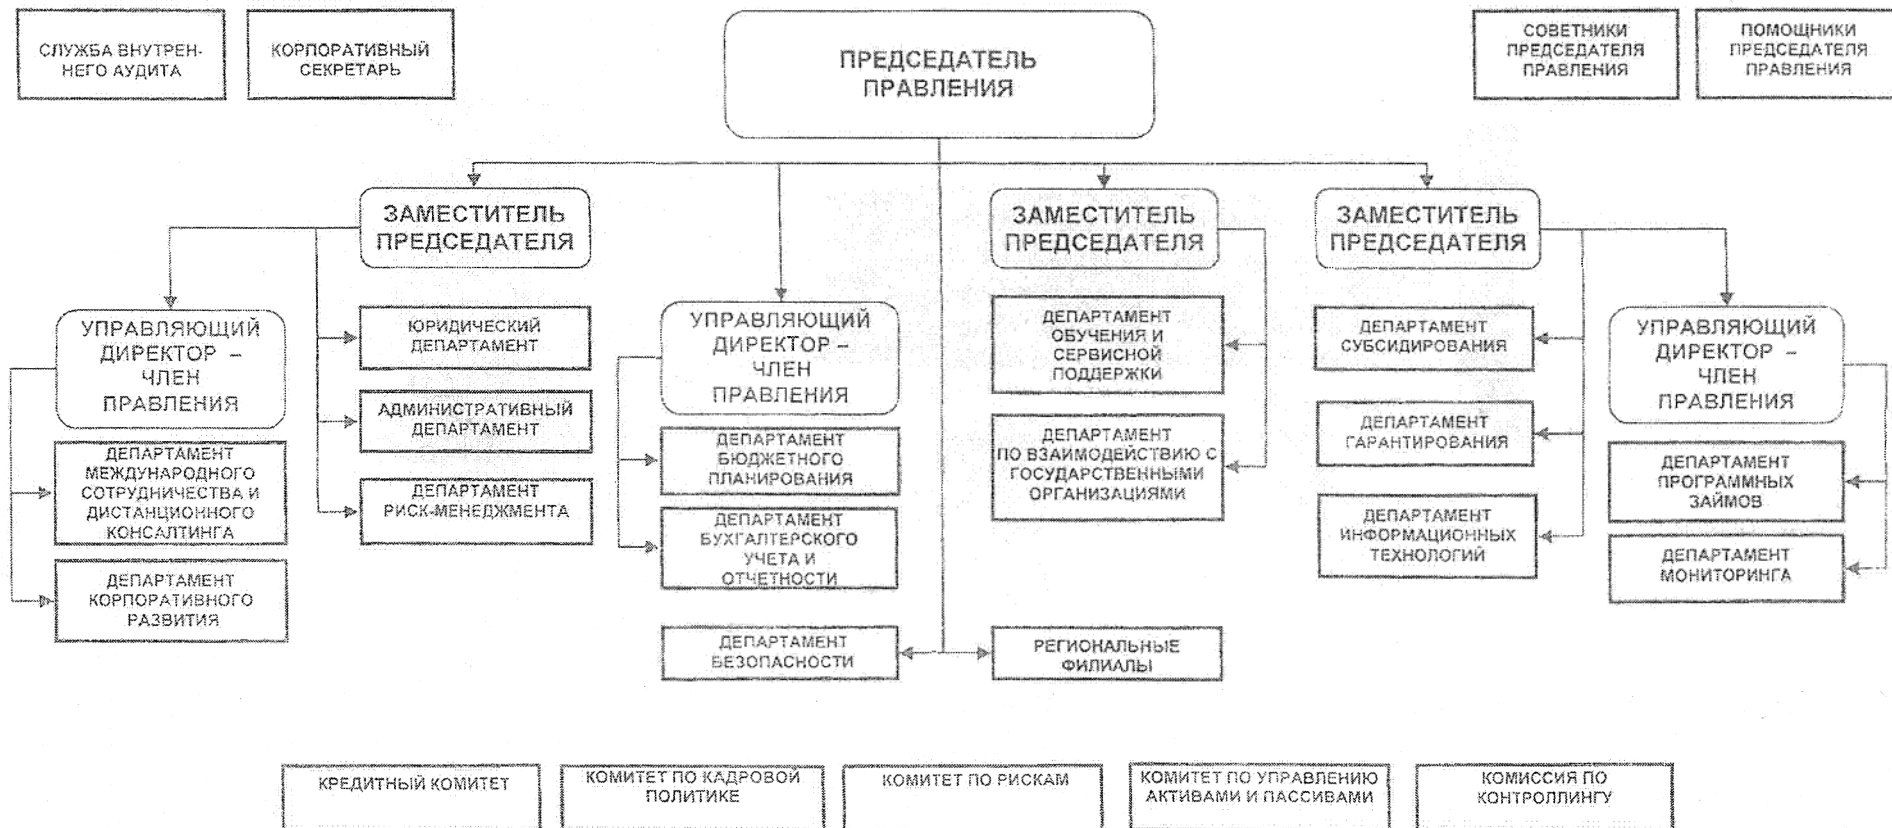 СЛУЖБА ВНУТРЕН-
НЕГО АУДИТА
КОРПОРАТИВНЫЙ
СЕКРЕТАРЬ
ПРЕДСЕДАТЕЛЬ
ПРАВЛЕНИЯ
СОВЕТНИКИ
ПРЕДСЕДАТЕЛЯ
ПРАВЛЕНИЯ
ПОМОЩНИКИ
ПРЕДСЕДАТЕЛЯ
ПРАВЛЕНИЯ
ЗАМЕСТИТЕЛЬ
ПРЕДСЕДАТЕЛЯ
ЗАМЕСТИТЕЛЬ
ПРЕДСЕДАТЕЛЯ
ЗАМЕСТИТЕЛЬ
ПРЕДСЕДАТЕЛЯ
УПРАВЛЯЮЩИЙ
ДИРЕКТОР –
ЧЛЕН
ПРАВЛЕНИЯ
ДЕПАРТАМЕНТ
МЕЖДУНАРОДНОГО
СОТРУДНИЧЕСТВА И
ДИСТАНЦИОННОГО
КОНСАЛТИНГА
ДЕПАРТАМЕНТ
КОРПОРАТИВНОГО
РАЗВИТИЯ
ЮРИДИЧЕСКИЙ
ДЕПАРТАМЕНТ
АДМИНИСТРАТИВНЫЙ
ДЕПАРТАМЕНТ
ДЕПАРТАМЕНТ
РИСК-МЕНЕДЖМЕНТА
УПРАВЛЯЮЩИЙ
ДИРЕКТОР –
ЧЛЕН
ПРАВЛЕНИЯ
ДЕПАРТАМЕНТ
БЮДЖЕТНОГО
ПЛАНИРОВАНИЯ
ДЕПАРТАМЕНТ
БУХГАЛТЕРСКОГО
УЧЕТА И
ОТЧЕТНОСТИ
ДЕПАРТАМЕНТ
БЕЗОПАСНОСТИ
ДЕПАРТАМЕНТ
ОБУЧЕНИЯ И
СЕРВИСНОЙ
ПОДДЕРЖКИ
ДЕПАРТАМЕНТ
ПО ВЗАИМОДЕЙСТВИЮ С
ГОСУДАРСТВЕННЫМИ
ОРГАНИЗАЦИЯМИ
РЕГИОНАЛЬНЫЕ
ФИЛИАЛЫ
ДЕПАРТАМЕНТ
СУБСИДИРОВАНИЯ
ДЕПАРТАМЕНТ
ГАРАНТИРОВАНИЯ
ДЕПАРТАМЕНТ
ИНФОРМАЦИОННЫХ
ТЕХНОЛОГИЙ
УПРАВЛЯЮЩИЙ
ДИРЕКТОР –
ЧЛЕН
ПРАВЛЕНИЯ
ДЕПАРТАМЕНТ
ПРОГРАММНЫХ
ЗАЙМОВ
ДЕПАРТАМЕНТ
МОНИТОРИНГА
КРЕДИТНЫЙ КОМИТЕТ
КОМИТЕТ ПО КАДРОВОЙ
ПОЛИТИКЕ
КОМИТЕТ ПО РИСКАМ
КОМИТЕТ ПО УПРАВЛЕНИЮ
АКТИВАМИ И ПАССИВАМИ
КОМИССИЯ ПО
КОНТРОЛЛИНГУ